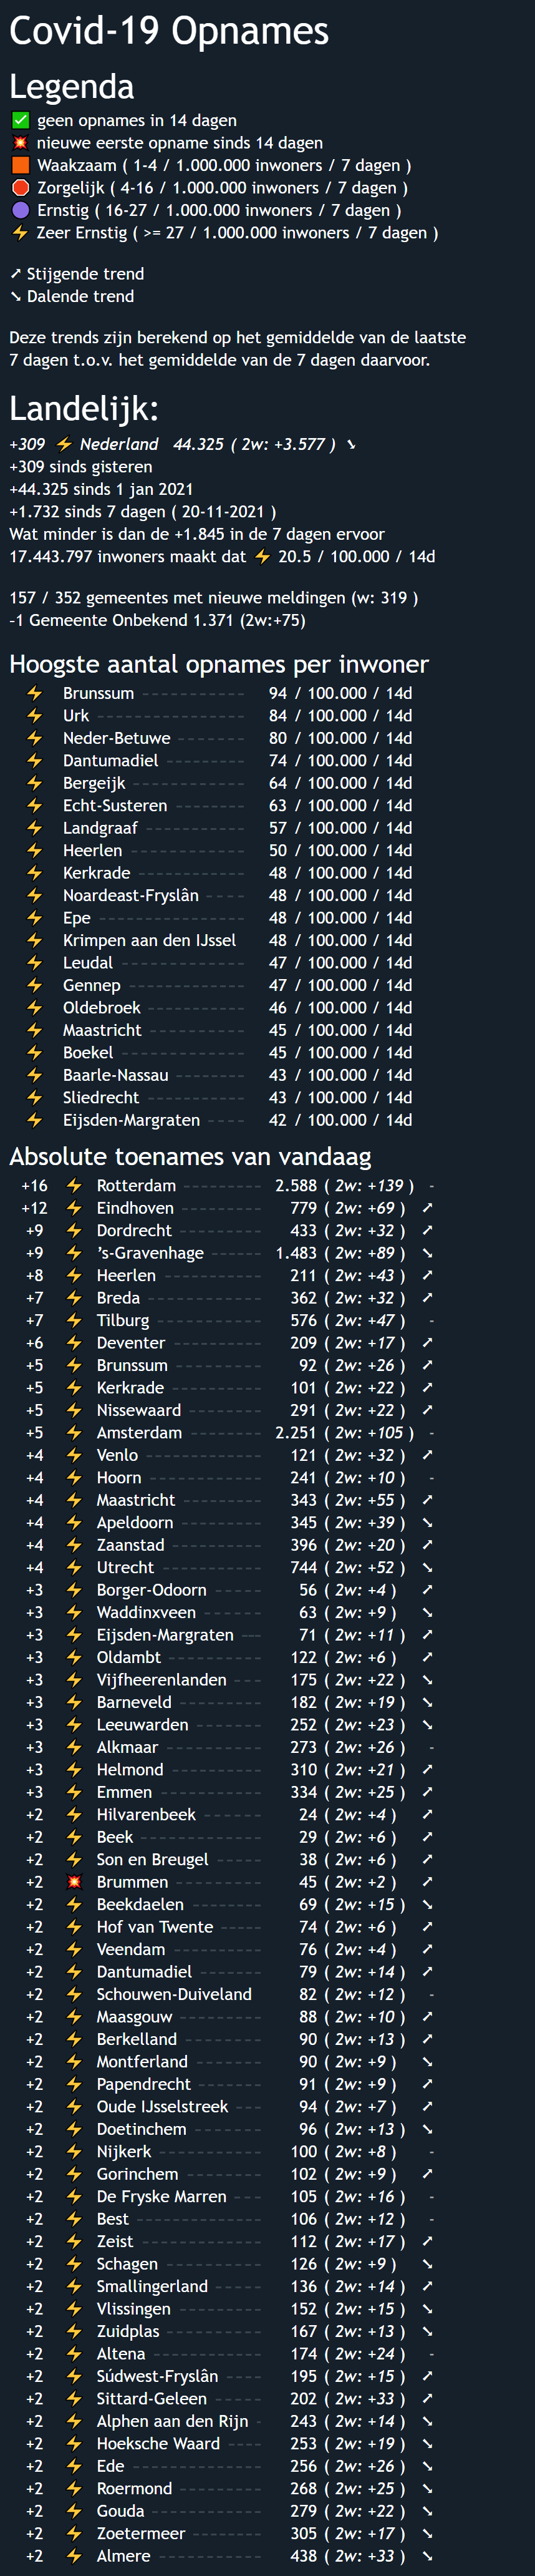 Covid-19 Opnames
Legenda
✅ geen opnames in 14 dagen
💥 nieuwe eerste opname sinds 14 dagen
🟧 Waakzaam ( 1-4 / 1.000.000 inwoners / 7 dagen )
🛑 Zorgelijk ( 4-16 / 1.000.000 inwoners / 7 dagen )
🟣 Ernstig ( 16-27 / 1.000.000 inwoners / 7 dagen )
⚡ Zeer Ernstig ( >= 27 / 1.000.000 inwoners / 7 dagen )
➚ Stijgende trend
➘ Dalende trend
Deze trends zijn berekend op het gemiddelde van de laatste
7 dagen t.o.v. het gemiddelde van de 7 dagen daarvoor.
Landelijk:
+309 ⚡ Nederland 44.325 ( 2w: +3.577 ) ➘
+309 sinds gisteren
+44.325 sinds 1 jan 2021
+1.732 sinds 7 dagen ( 20-11-2021 )
Wat minder is dan de +1.845 in de 7 dagen ervoor
17.443.797 inwoners maakt dat ⚡ 20.5 / 100.000 / 14d
157 / 352 gemeentes met nieuwe meldingen (w: 319 )
-1 Gemeente Onbekend 1.371 (2w:+75)
Hoogste aantal opnames per inwoner
⚡ Brunssum ------------ 94 / 100.000 / 14d
⚡ Urk ----------------- 84 / 100.000 / 14d
⚡ Neder-Betuwe -------- 80 / 100.000 / 14d
⚡ Dantumadiel --------- 74 / 100.000 / 14d
⚡ Bergeijk ------------- 64 / 100.000 / 14d
⚡ Echt-Susteren -------- 63 / 100.000 / 14d
⚡ Landgraaf ----------- 57 / 100.000 / 14d
⚡ Heerlen ------------- 50 / 100.000 / 14d
⚡ Kerkrade ------------ 48 / 100.000 / 14d
⚡ Noardeast-Fryslân ----- 48 / 100.000 / 14d
⚡ Epe ----------------- 48 / 100.000 / 14d
⚡ Krimpen aan den IJssel 48 / 100.000 / 14d
⚡ Leudal -------------- 47 / 100.000 / 14d
⚡ Gennep -------------- 47 / 100.000 / 14d
⚡ Oldebroek ----------- 46 / 100.000 / 14d
⚡ Maastricht ----------- 45 / 100.000 / 14d
⚡ Boekel -------------- 45 / 100.000 / 14d
⚡ Baarle-Nassau -------- 43 / 100.000 / 14d
⚡ Sliedrecht ----------- 43 / 100.000 / 14d
⚡ Eijsden-Margraten ---- 42 / 100.000 / 14d
Absolute toenames van vandaag
+16 ⚡ Rotterdam --------- 2.588 ( 2w: +139 ) -
+12 ⚡ Eindhoven --------- 779 ( 2w: +69 ) ➚
+9 ⚡ Dordrecht --------- 433 ( 2w: +32 ) ➚
+9 ⚡ 's-Gravenhage ------ 1.483 ( 2w: +89 ) ➘
+8 ⚡ Heerlen ----------- 211 ( 2w: +43 ) ➚
+7 ⚡ Breda ------------- 362 ( 2w: +32 ) ➚
+7 ⚡ Tilburg ------------ 576 ( 2w: +47 ) -
+6 ⚡ Deventer ---------- 209 ( 2w: +17 ) ➚
+5 ⚡ Brunssum ---------- 92 ( 2w: +26 ) ➚
+5 ⚡ Kerkrade ---------- 101 ( 2w: +22 ) ➚
+5 ⚡ Nissewaard -------- 291 ( 2w: +22 ) ➚
+5 ⚡ Amsterdam -------- 2.251 ( 2w: +105 ) -
+4 ⚡ Venlo ------------- 121 ( 2w: +32 ) ➚
+4 ⚡ Hoorn ------------- 241 ( 2w: +10 ) -
+4 ⚡ Maastricht --------- 343 ( 2w: +55 ) ➚
+4 ⚡ Apeldoorn --------- 345 ( 2w: +39 ) ➘
+4 ⚡ Zaanstad ---------- 396 ( 2w: +20 ) ➚
+4 ⚡ Utrecht ----------- 744 ( 2w: +52 ) ➘
+3 ⚡ Borger-Odoorn ----- 56 ( 2w: +4 ) ➚
+3 ⚡ Waddinxveen ------- 63 ( 2w: +9 ) ➘
+3 ⚡ Eijsden-Margraten --- 71 ( 2w: +11 ) ➚
+3 ⚡ Oldambt ----------- 122 ( 2w: +6 ) ➚
+3 ⚡ Vijfheerenlanden ---- 175 ( 2w: +22 ) ➘
+3 ⚡ Barneveld --------- 182 ( 2w: +19 ) ➘
+3 ⚡ Leeuwarden -------- 252 ( 2w: +23 ) ➘
+3 ⚡ Alkmaar ----------- 273 ( 2w: +26 ) -
+3 ⚡ Helmond ---------- 310 ( 2w: +21 ) ➚
+3 ⚡ Emmen ------------ 334 ( 2w: +25 ) ➚
+2 ⚡ Hilvarenbeek ------- 24 ( 2w: +4 ) ➚
+2 ⚡ Beek -------------- 29 ( 2w: +6 ) ➚
+2 ⚡ Son en Breugel ----- 38 ( 2w: +6 ) ➚
+2 💥 Brummen ---------- 45 ( 2w: +2 ) ➚
+2 ⚡ Beekdaelen -------- 69 ( 2w: +15 ) ➘
+2 ⚡ Hof van Twente ----- 74 ( 2w: +6 ) ➚
+2 ⚡ Veendam ---------- 76 ( 2w: +4 ) ➚
+2 ⚡ Dantumadiel ------- 79 ( 2w: +14 ) ➚
+2 ⚡ Schouwen-Duiveland 82 ( 2w: +12 ) -
+2 ⚡ Maasgouw --------- 88 ( 2w: +10 ) ➚
+2 ⚡ Berkelland --------- 90 ( 2w: +13 ) ➚
+2 ⚡ Montferland -------- 90 ( 2w: +9 ) ➘
+2 ⚡ Papendrecht ------- 91 ( 2w: +9 ) ➚
+2 ⚡ Oude IJsselstreek ---- 94 ( 2w: +7 ) ➚
+2 ⚡ Doetinchem -------- 96 ( 2w: +13 ) ➘
+2 ⚡ Nijkerk ------------ 100 ( 2w: +8 ) -
+2 ⚡ Gorinchem --------- 102 ( 2w: +9 ) ➚
+2 ⚡ De Fryske Marren --- 105 ( 2w: +16 ) -
+2 ⚡ Best --------------- 106 ( 2w: +12 ) -
+2 ⚡ Zeist -------------- 112 ( 2w: +17 ) ➚
+2 ⚡ Schagen ----------- 126 ( 2w: +9 ) ➘
+2 ⚡ Smallingerland ------ 136 ( 2w: +14 ) ➚
+2 ⚡ Vlissingen ---------- 152 ( 2w: +15 ) ➘
+2 ⚡ Zuidplas ----------- 167 ( 2w: +13 ) ➘
+2 ⚡ Altena ------------- 174 ( 2w: +24 ) -
+2 ⚡ Súdwest-Fryslân ---- 195 ( 2w: +15 ) ➚
+2 ⚡ Sittard-Geleen ------ 202 ( 2w: +33 ) ➚
+2 ⚡ Alphen aan den Rijn - 243 ( 2w: +14 ) ➘
+2 ⚡ Hoeksche Waard ---- 253 ( 2w: +19 ) ➘
+2 ⚡ Ede --------------- 256 ( 2w: +26 ) ➘
+2 ⚡ Roermond --------- 268 ( 2w: +25 ) ➘
+2 ⚡ Gouda ------------ 279 ( 2w: +22 ) ➘
+2 ⚡ Zoetermeer -------- 305 ( 2w: +17 ) ➘
+2 ⚡ Almere ------------ 438 ( 2w: +33 ) ➘